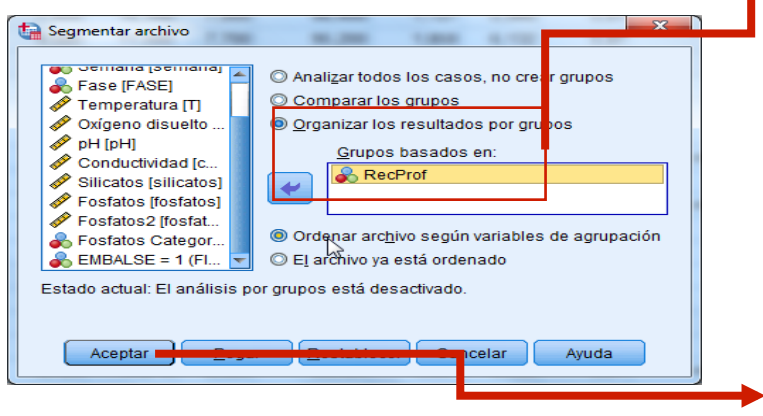 Segmentar archivo
Semana [semana]
Fase [FASE]
Temperatura [T]
Oxígeno disuelto ...
pH [pH]
Conductividad [c...
Silicatos [silicatos]
Fosfatos [fosfatos]
Fosfatos2 [fosfat...
Fosfatos Categor...
EMBALSE = 1 (FI...
Analizar todos los casos, no crear grupos
Comparar los grupos
Organizar los resultados por grupos
Grupos basados en:
RecProf
Ordenar archivo según variables de agrupación
El archivo ya está ordenado
Estado actual: El análisis por grupos está desactivado.
Aceptar
Cancelar
Ayuda